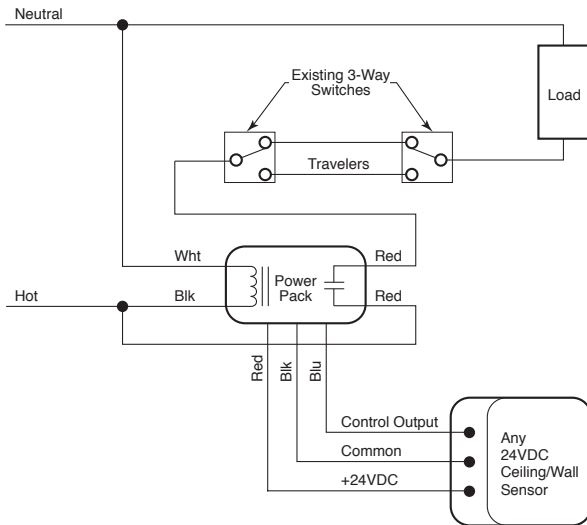 Neutral
Existing 3-Way
Switches
Load
Travelers
Wht
Red
Power
Pack
Hot
Blk
Red
Red
Blk
Blu
Control Output
Common
+24VDC
Any
24VDC
Ceiling/Wall
Sensor